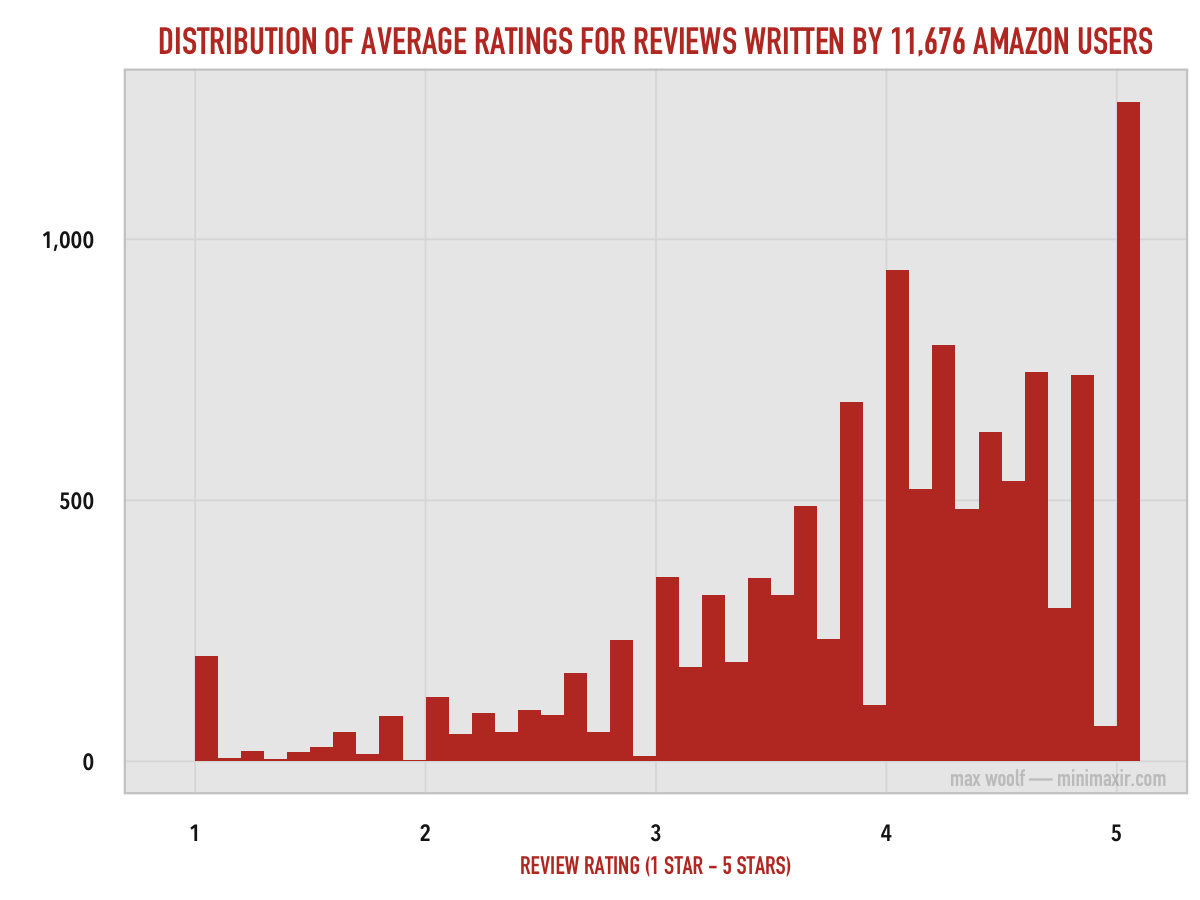 DISTRIBUTION OF AVERAGE RATINGS FOR REVIEWS WRITTEN BY 11,676 AMAZON USERS
1,000
500
0
max woolf — minimaxir.com
1 2 3 4 5
REVIEW RATING (1 STAR - 5 STARS)